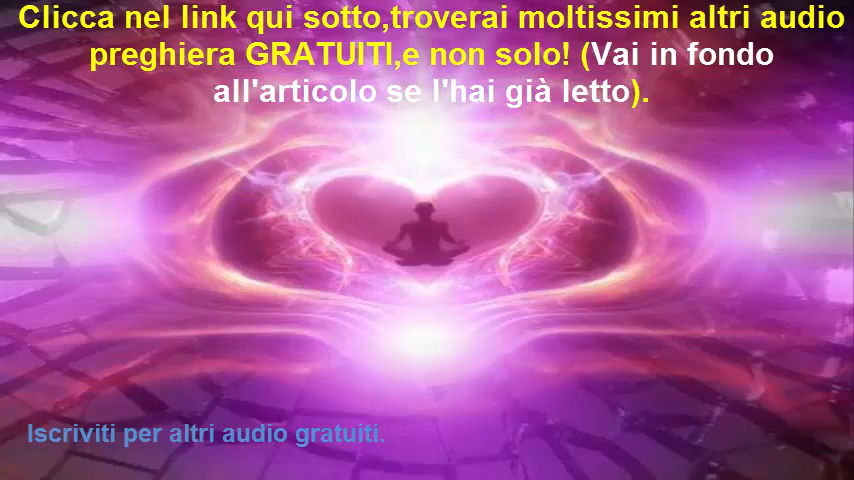 Clicca nel link qui sotto,troverai moltissimi altri audio
preghiera GRATUITI,e non solo! (Vai in fondo
all'articolo se l'hai già letto).
Iscriviti per altri audio gratuiti.